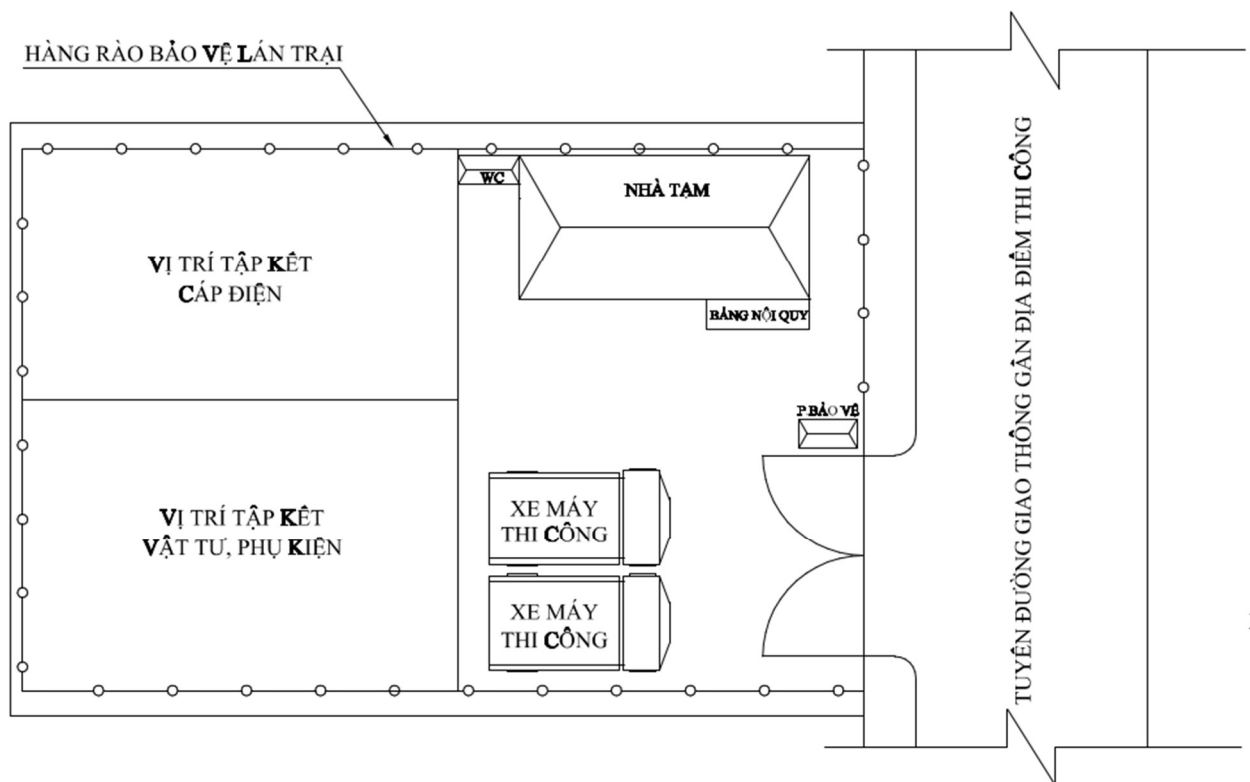 HÀNG RÀO BẢO VỆ LÁN TRẠI
WC
NHÀ TẠM
VỊ TRÍ TẬP KẾT
CÁP ĐIỆN
BẢNG NỘI QUY
P BẢO VỆ
XE MÁY
THI CÔNG
VỊ TRÍ TẬP KẾT
VẬT TƯ, PHỤ KIỆN
XE MÁY
THI CÔNG
TUYẾN ĐƯỜNG GIAO THÔNG GẦN ĐỊA ĐIỂM THI CÔNG